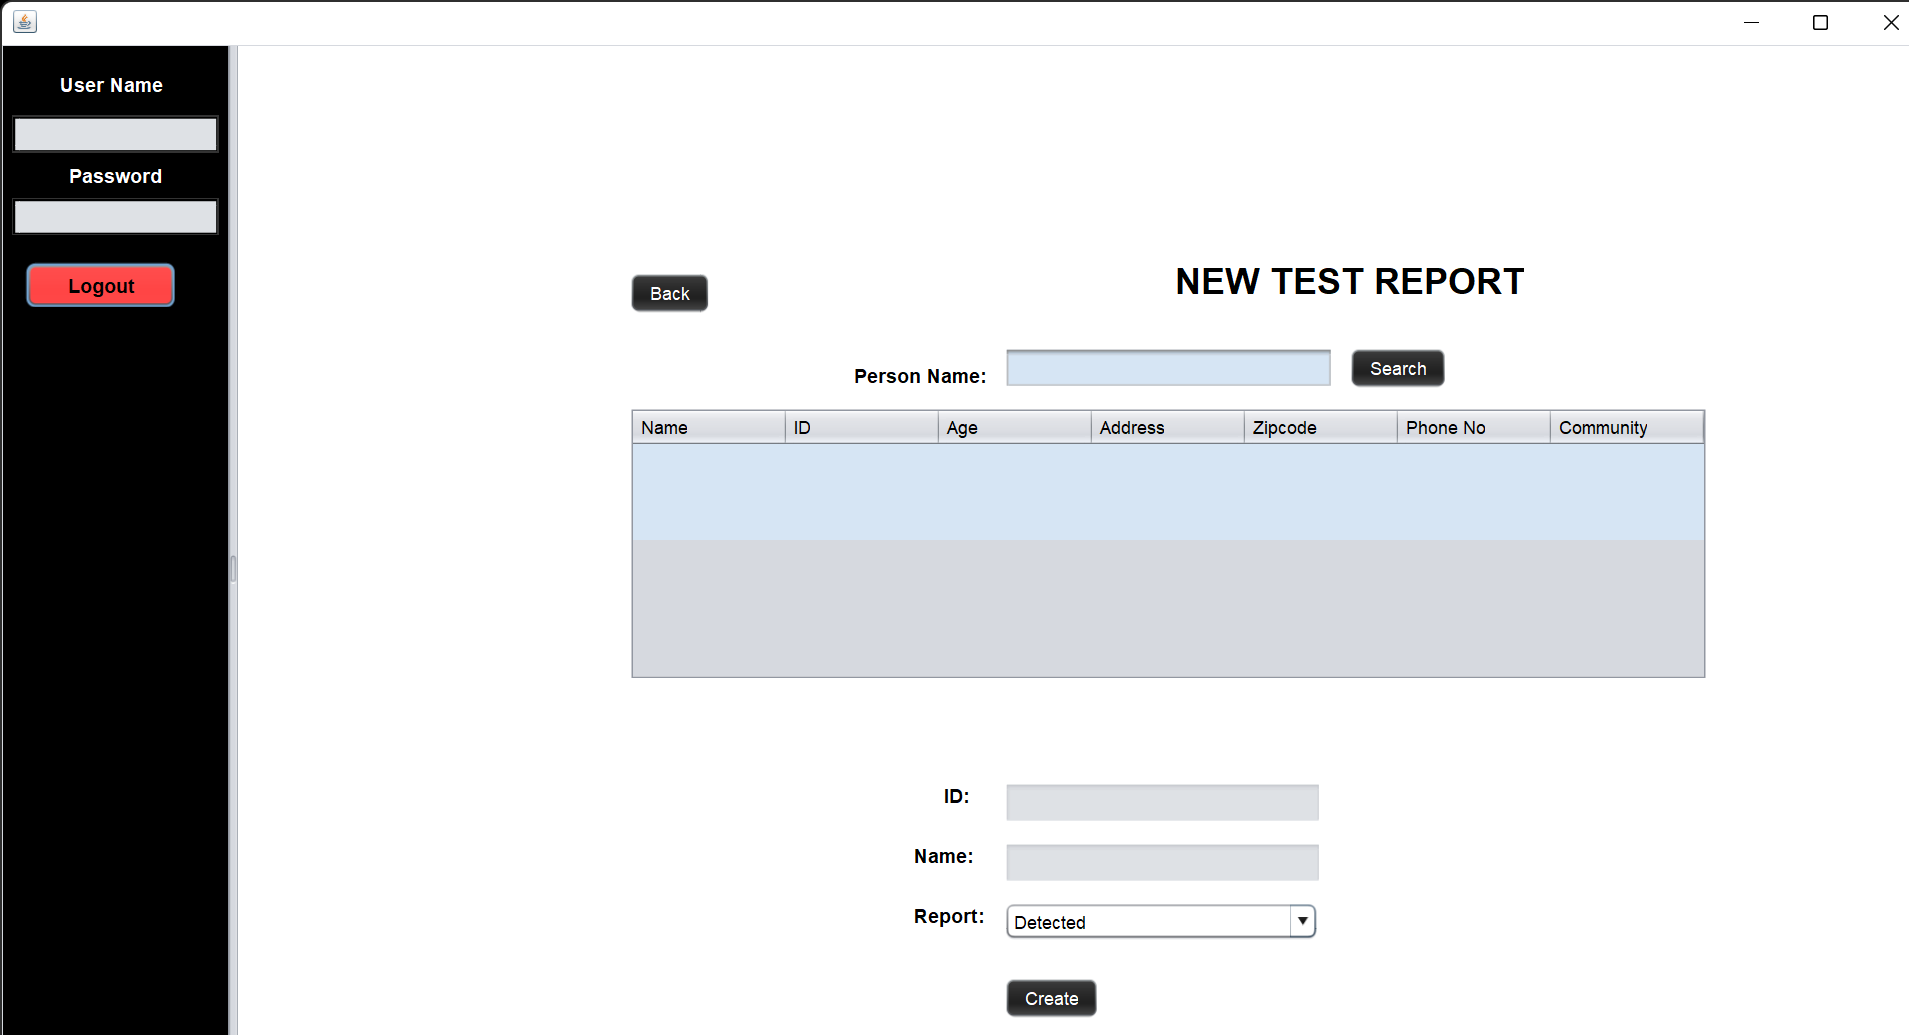 User Name
Password
Logout
Back
NEW TEST REPORT
Person Name:
Search
Name ID Age Address Zipcode Phone No Community
ID:
Name:
Report: Detected
Create